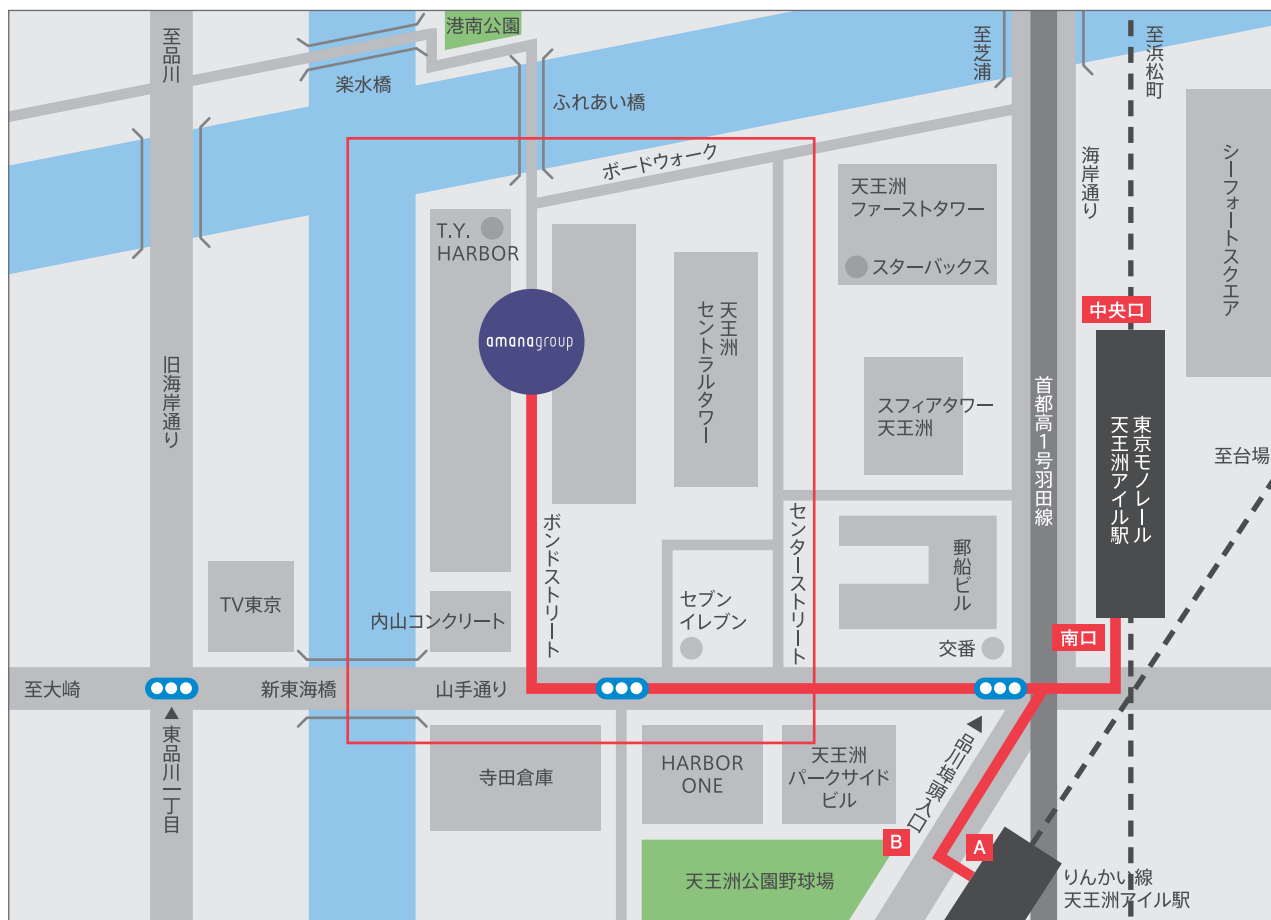 港南公園
至品川
至芝浦
至浜松町
楽水橋
ふれあい橋
ボードウォーク
海岸通り
シーフォートスクエア
天王洲
ファーストタワー
スターバックス
T.Y.
HARBOR
中央口
amanagroup
天王洲
セントラルタワー
旧海岸通り
スフィアタワー
天王洲
首都高1号羽田線
東京モノレール
天王洲アイル駅
至台場
ボンドストリート
センターストリート
郵船ビル
TV東京
内山コンクリート
セブン
イレブン
交番
南口
至大崎
新東海橋
山手通り
東品川一丁目
寺田倉庫
HARBOR
ONE
天王洲
パークサイド
ビル
品川埠頭入口
B
A
天王洲公園野球場
りんかい線
天王洲アイル駅